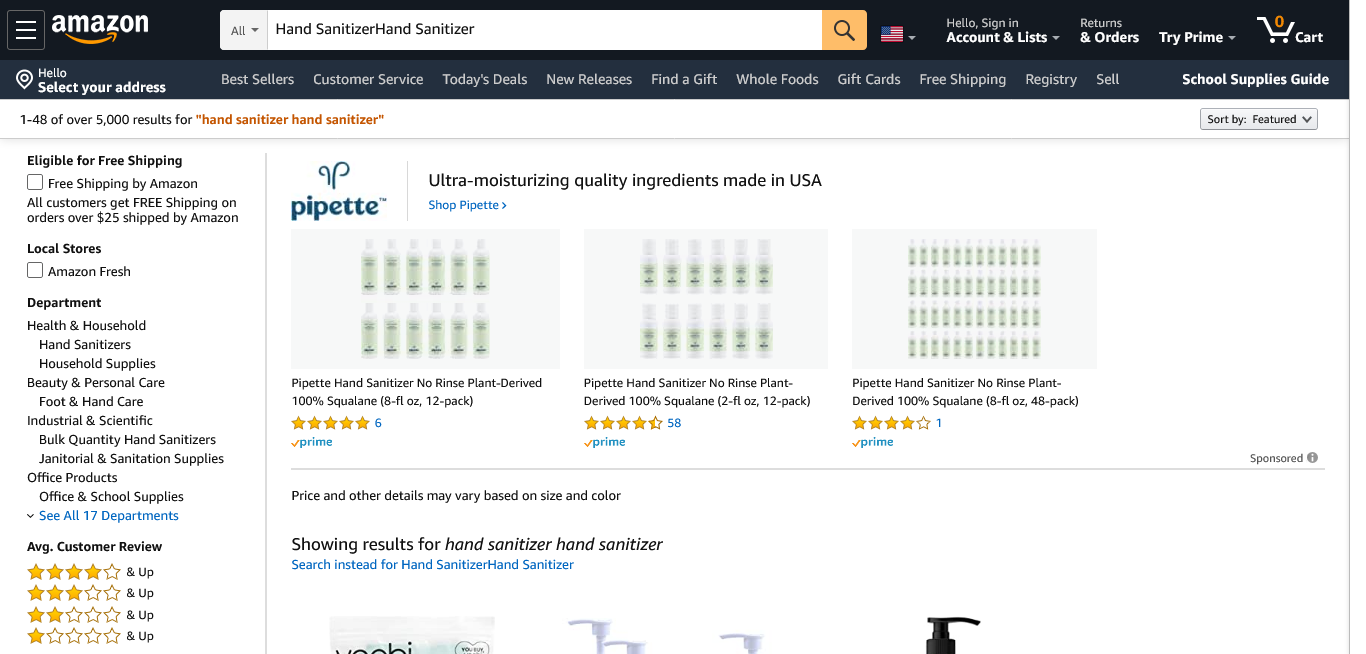 amazon
All
Hand SanitizerHand Sanitizer
Hello, Sign in
Account & Lists
Returns
& Orders
Try Prime
0
Cart
Hello
Select your address
Best Sellers
Customer Service
Today's Deals
New Releases
Find a Gift
Whole Foods
Gift Cards
Free Shipping
Registry
Sell
School Supplies Guide
1-48 of over 5,000 results for "hand sanitizer hand sanitizer"
Sort by: Featured
Eligible for Free Shipping
Free Shipping by Amazon
All customers get FREE Shipping on
orders over $25 shipped by Amazon
Local Stores
Amazon Fresh
Department
Health & Household
Hand Sanitizers
Household Supplies
Beauty & Personal Care
Foot & Hand Care
Industrial & Scientific
Bulk Quantity Hand Sanitizers
Janitorial & Sanitation Supplies
Office Products
Office & School Supplies
See All 17 Departments
Avg. Customer Review
& Up
& Up
& Up
& Up
pipette™
Ultra-moisturizing quality ingredients made in USA
Shop Pipette ›
Pipette Hand Sanitizer No Rinse Plant-Derived
100% Squalane (8-fl oz, 12-pack)
6
prime
Pipette Hand Sanitizer No Rinse Plant-
Derived 100% Squalane (2-fl oz, 12-pack)
58
prime
Pipette Hand Sanitizer No Rinse Plant-
Derived 100% Squalane (8-fl oz, 48-pack)
1
prime
Sponsored
Price and other details may vary based on size and color
Showing results for hand sanitizer hand sanitizer
Search instead for Hand SanitizerHand Sanitizer
yoobi
YOU BUY,